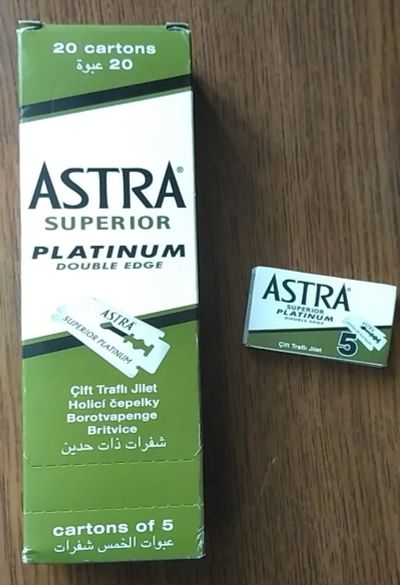 20 cartons
20 عبوة
ASTRA®
SUPERIOR
PLATINUM
DOUBLE EDGE
ASTRA
SUPERIOR PLATINUM
Çift Traflı Jilet
Holicí čepelky
Borotvapenge
Britvice
شفرات ذات حدين
cartons of 5
عبوات الخمس شفرات
ASTRA®
SUPERIOR
PLATINUM
DOUBLE EDGE
Çift Traflı Jilet
5